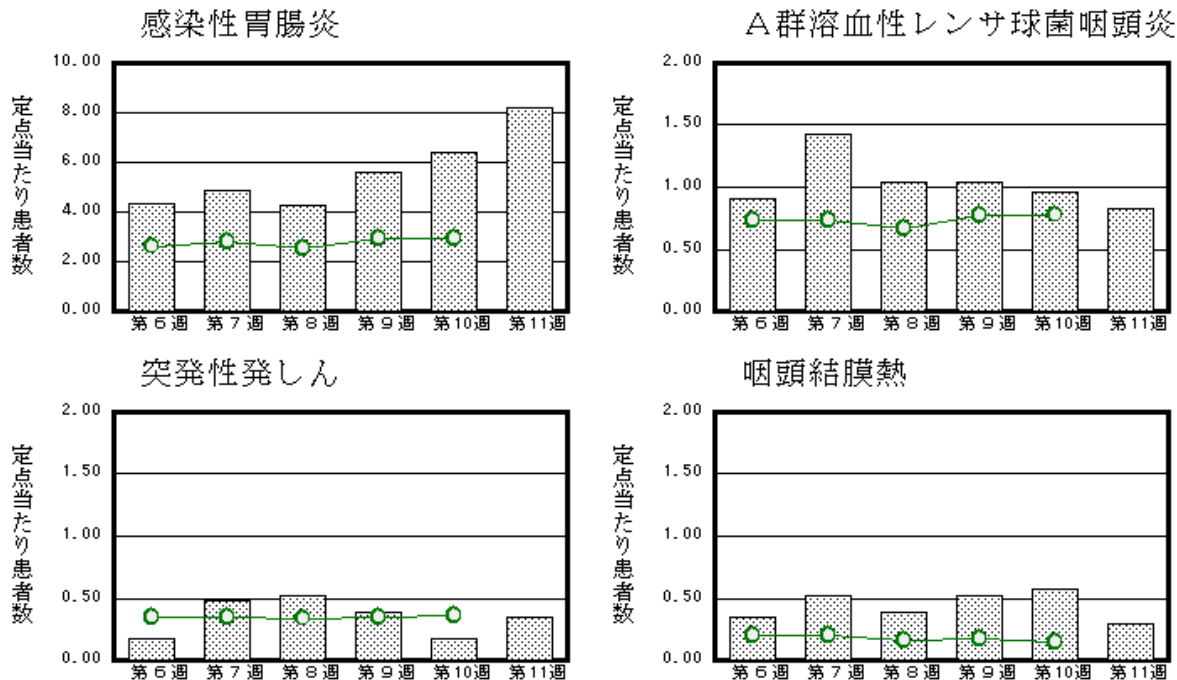 感染性胃腸炎
定点当たり患者数
10.00
8.00
6.00
4.00
2.00
0.00
第６週 第７週 第８週 第９週 第10週 第11週
Ａ群溶血性レンサ球菌咽頭炎
定点当たり患者数
2.00
1.50
1.00
0.50
0.00
第６週 第７週 第８週 第９週 第10週 第11週
突発性発しん
定点当たり患者数
2.00
1.50
1.00
0.50
0.00
第６週 第７週 第８週 第９週 第10週 第11週
咽頭結膜熱
定点当たり患者数
2.00
1.50
1.00
0.50
0.00
第６週 第７週 第８週 第９週 第10週 第11週